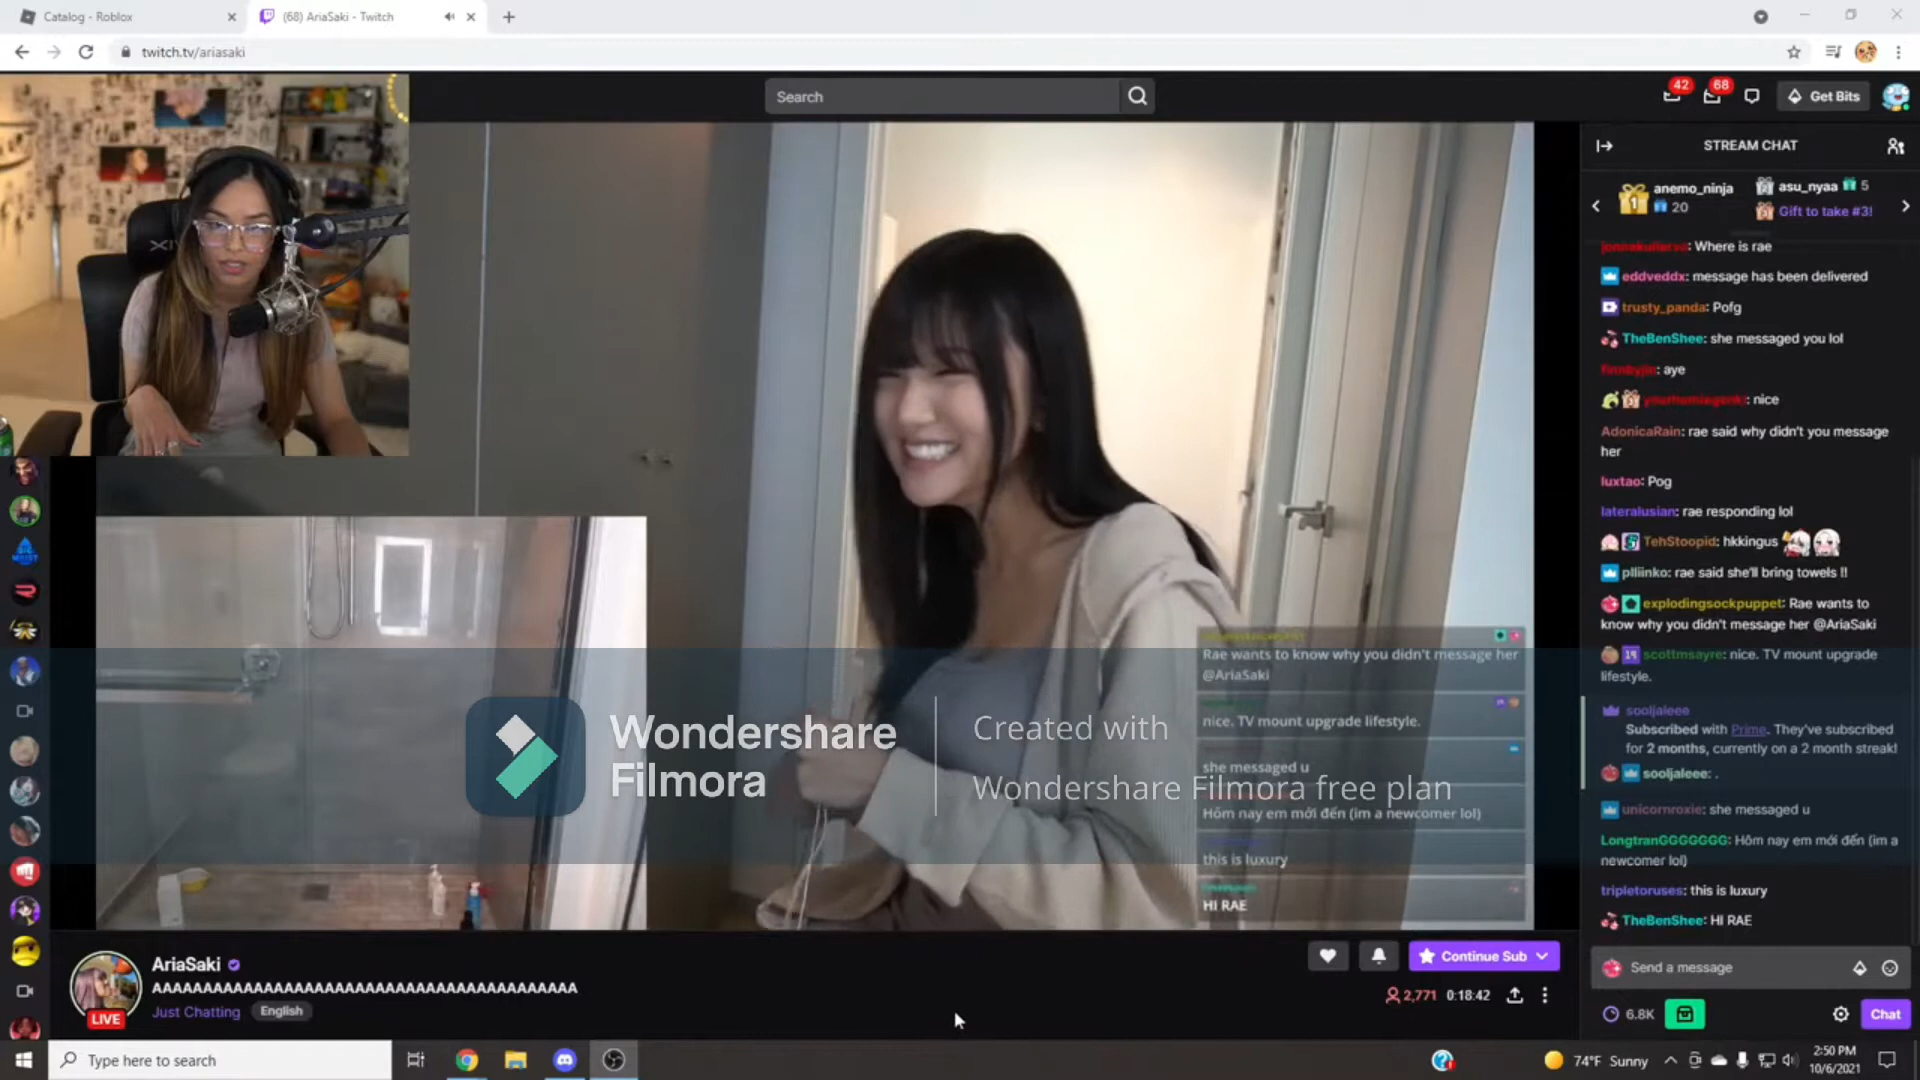 Catalog - Roblox
(68) AriaSaki - Twitch
twitch.tv/ariasaki
Search
42
68
Get Bits
STREAM CHAT
anemo_ninja
20
asu_nyaa 5
Gift to take #3!
: Where is rae
eddveddx: message has been delivered
trusty_panda: Pofg
TheBenShee: she messaged you lol
finnbyjin: aye
: nice
AdonicaRain: rae said why didn't you message
her
luxtao: Pog
lateralusian: rae responding lol
TehStoopid: hkkingus
plliinko: rae said she'll bring towels !!
explodingsockpuppet: Rae wants to
know why you didn't message her @AriaSaki
scottmsayre: nice. TV mount upgrade
lifestyle.
sooljaleee
Subscribed with Prime. They've subscribed
for 2 months, currently on a 2 month streak!
sooljaleee: .
unicornroxie: she messaged u
LongtranGGGGGGG: Hôm nay em mới đến (im a
newcomer lol)
tripletoruses: this is luxury
TheBenShee: HI RAE
Send a message
6.8K
Chat
Rae wants to know why you didn't message her
@AriaSaki
nice. TV mount upgrade lifestyle.
she messaged u
Hôm nay em mới đến (im a newcomer lol)
this is luxury
HI RAE
Wondershare
Filmora
Created with
Wondershare Filmora free plan
AriaSaki
AAAAAAAAAAAAAAAAAAAAAAAAAAAAAAAAAAAAAAAAAA
Just Chatting
English
LIVE
Continue Sub
2,771
0:18:42
Type here to search
74°F Sunny
2:50 PM
10/6/2021